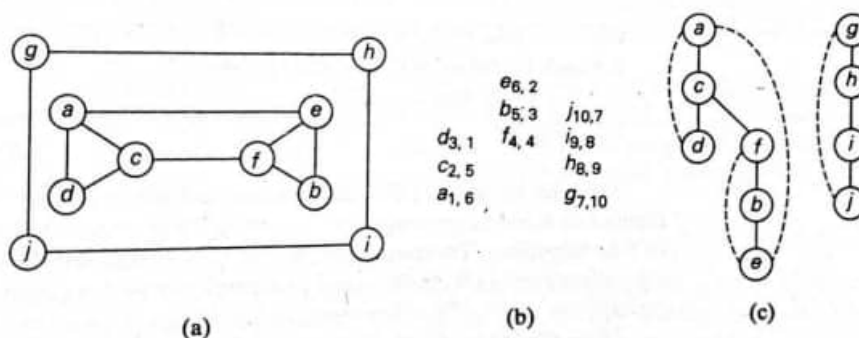 g h
a e
c f
d b
j i
e6, 2
b5, 3 j10,7
d3, 1 f4, 4 i9,8
c2, 5 h8,9
a1, 6 g7,10
a g
c h
d f i
b j
e
(a) (b) (c)